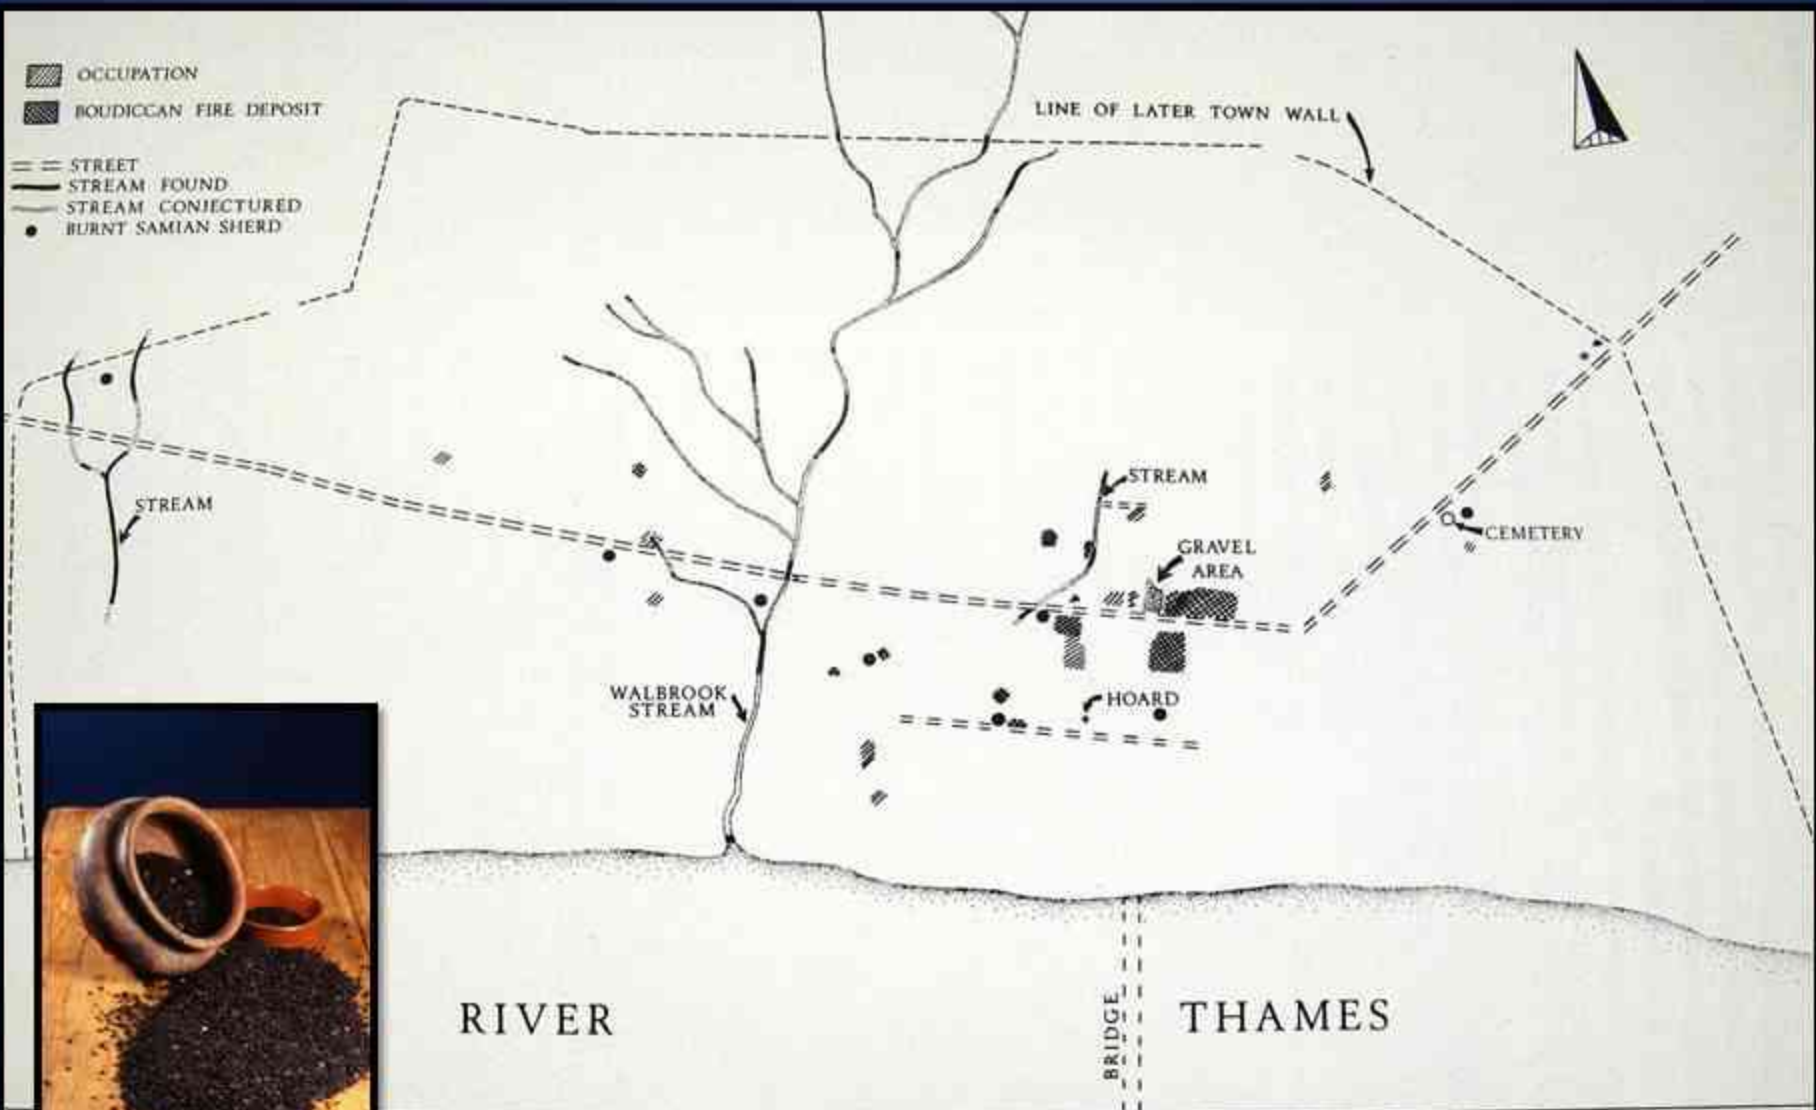 OCCUPATION
BOUDICCAN FIRE DEPOSIT
STREET
STREAM FOUND
STREAM CONJECTURED
BURNT SAMIAN SHERD
LINE OF LATER TOWN WALL
STREAM
STREAM
GRAVEL
AREA
CEMETERY
WALBROOK
STREAM
HOARD
RIVER
BRIDGE
THAMES